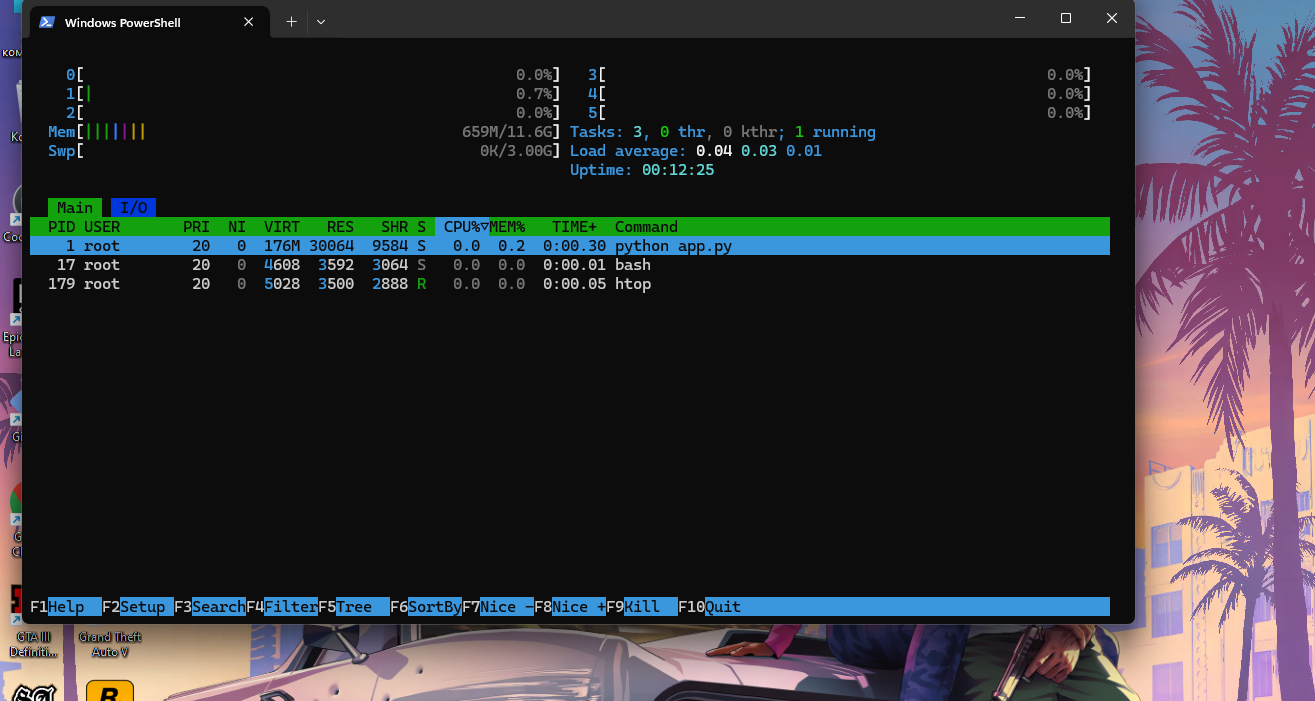 Windows PowerShell
0[ 0.0%] 3[ 0.0%]
1[| 0.7%] 4[ 0.0%]
2[ 0.0%] 5[ 0.0%]
Mem[||||||| 659M/11.6G] Tasks: 3, 0 thr, 0 kthr; 1 running
Swp[ 0K/3.00G] Load average: 0.04 0.03 0.01
Uptime: 00:12:25
Main I/O
PID USER PRI NI VIRT RES SHR S CPU%▽MEM% TIME+ Command
1 root 20 0 176M 30064 9584 S 0.0 0.2 0:00.30 python app.py
17 root 20 0 4608 3592 3064 S 0.0 0.0 0:00.01 bash
179 root 20 0 5028 3500 2888 R 0.0 0.0 0:00.05 htop
F1Help F2Setup F3SearchF4FilterF5Tree F6SortByF7Nice -F8Nice +F9Kill F10Quit
GTA III
Definiti...
Grand Theft
Auto V